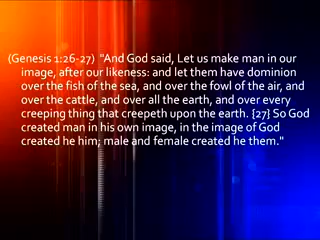 (Genesis 1:26-27)  "And God said, Let us make man in our
image, after our likeness: and let them have dominion
over the fish of the sea, and over the fowl of the air, and
over the cattle, and over all the earth, and over every
creeping thing that creepeth upon the earth. {27} So God
created man in his own image, in the image of God
created he him; male and female created he them."